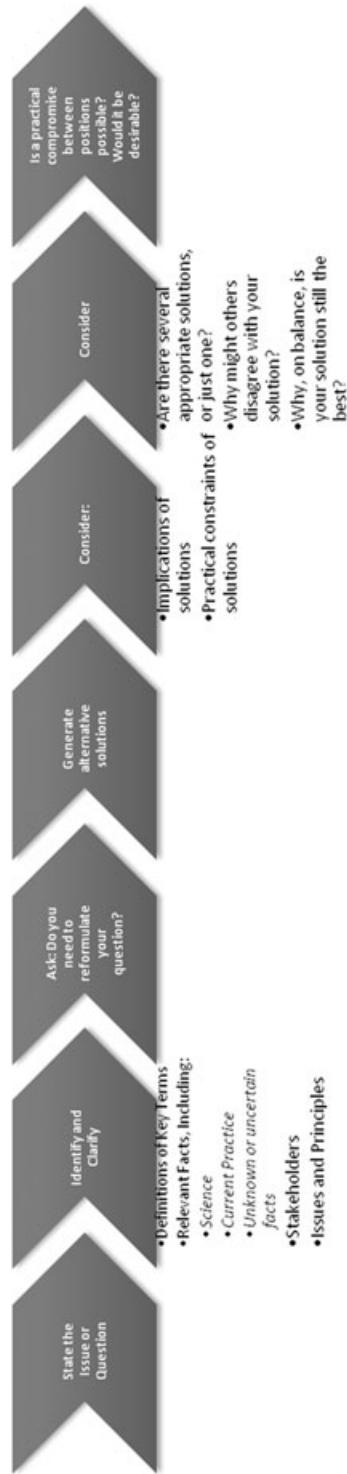 State the
Issue or
Question
Identify and
Clarify
•Definitions of Key Terms
•Relevant Facts, Including:
•Science
•Current Practice
•Unknown or uncertain
facts
•Stakeholders
•Issues and Principles
Ask: Do you
need to
reformulate
your
question?
Generate
alternative
solutions
Consider:
•Implications of
solutions
•Practical constraints of
solutions
Consider
•Are there several
appropriate solutions,
or just one?
•Why might others
disagree with your
solution?
•Why, on balance, is
your solution still the
best?
Is a practical
compromise
between
positions
possible?
Would it be
desirable?